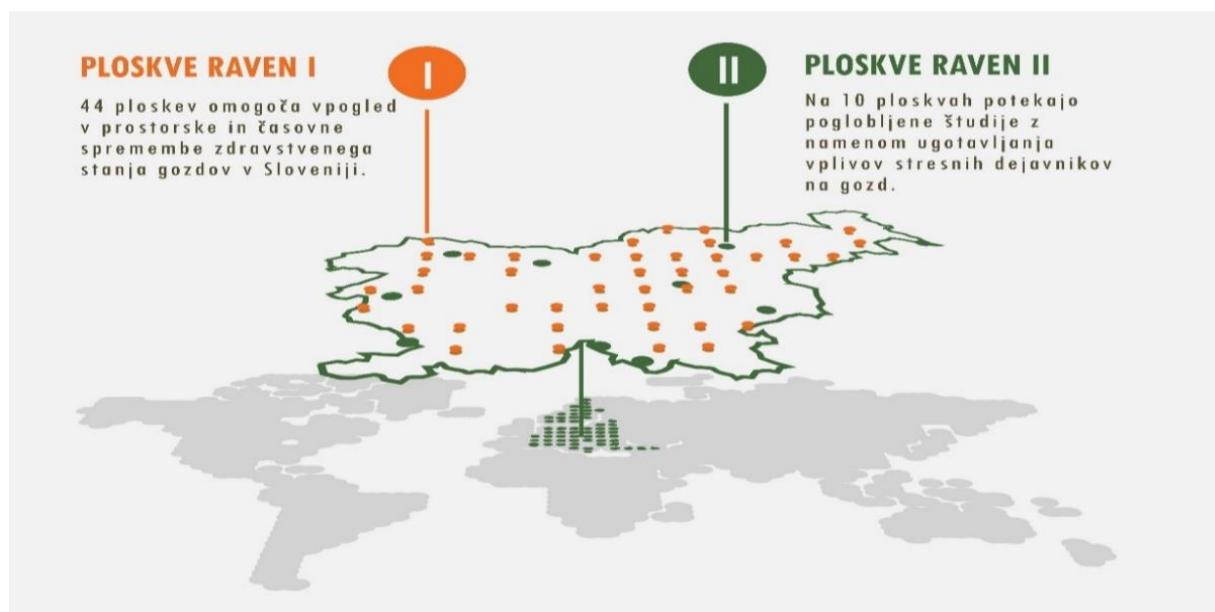 PLOSKVE RAVEN I
44 ploskev omogoča vpogled
v prostorske in časovne
spremembe zdravstvenega
stanja gozdov v Sloveniji.
I
II
PLOSKVE RAVEN II
Na 10 ploskvah potekajo
poglobljene študije z
namenom ugotavljanja
vplivov stresnih dejavnikov
na gozd.